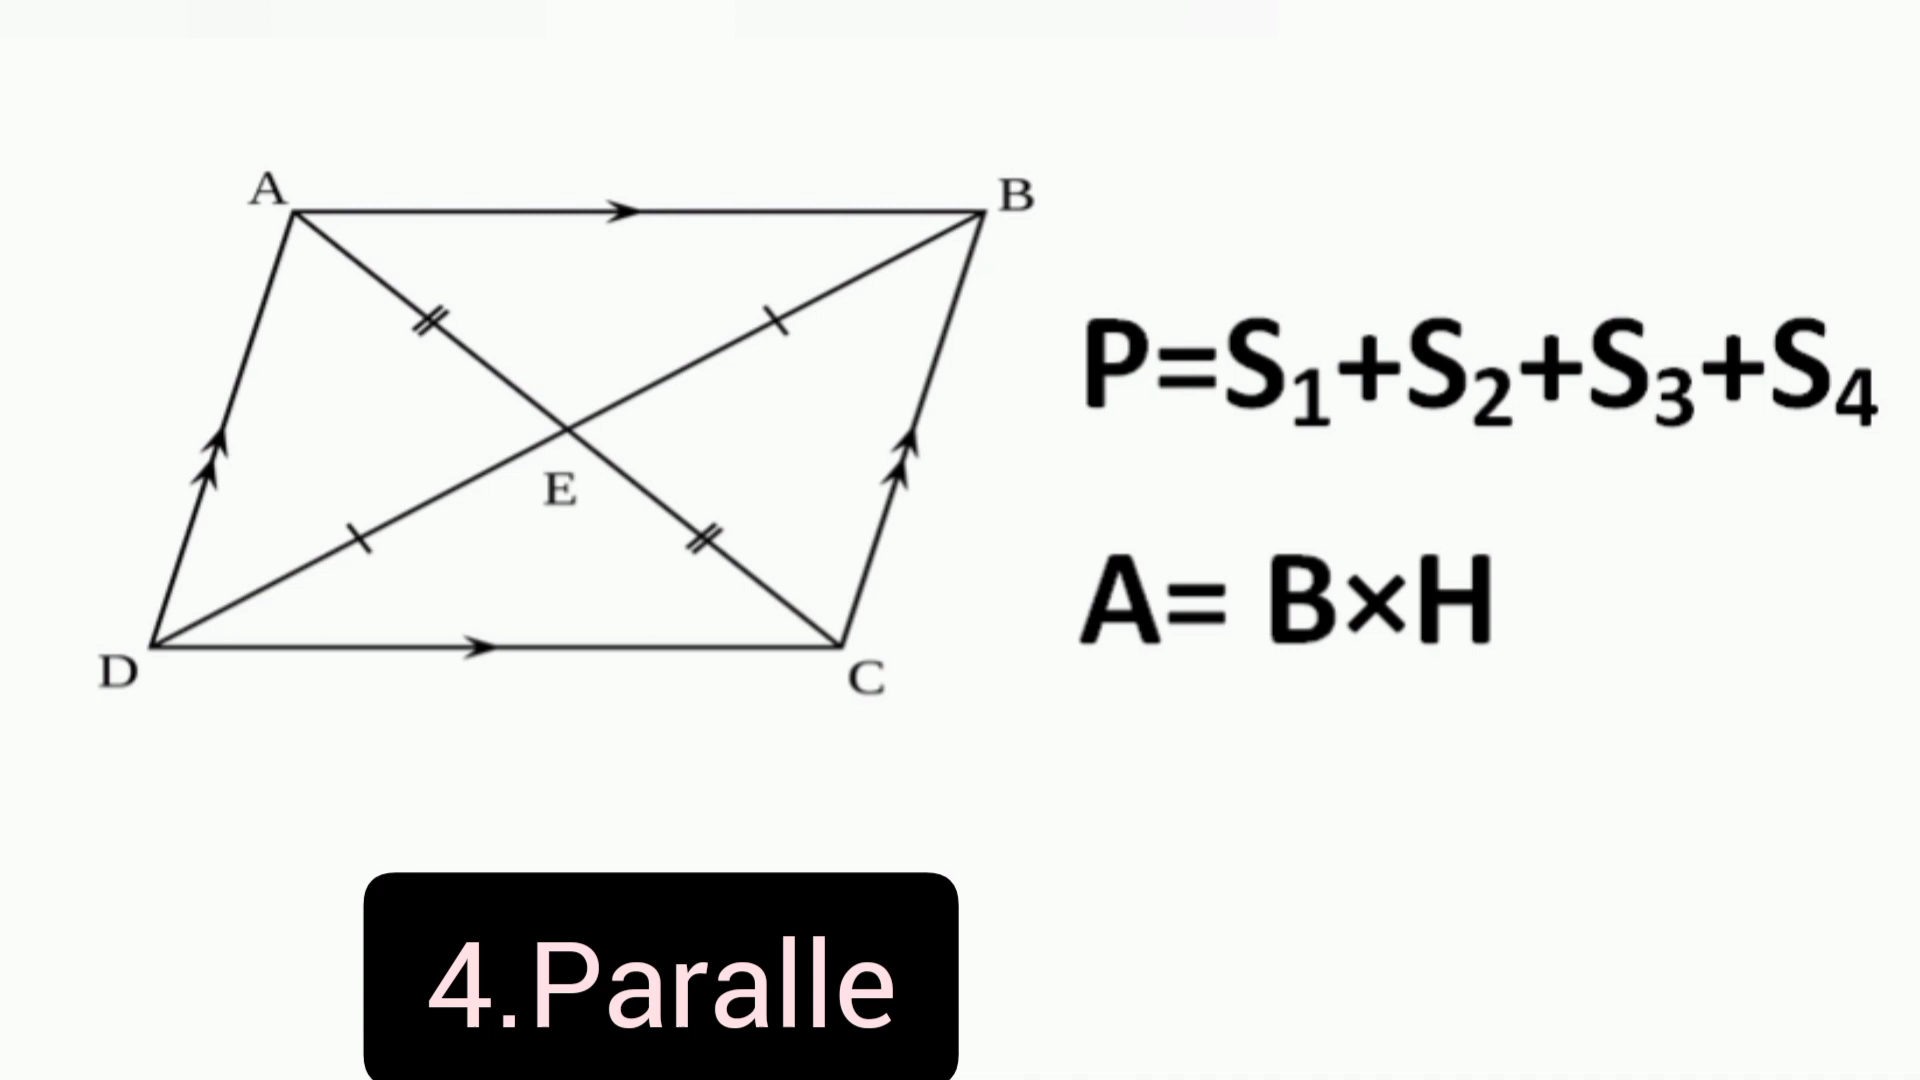 A
B
E
D
C
P=S₁+S₂+S₃+S₄
A= B×H
4.Paralle